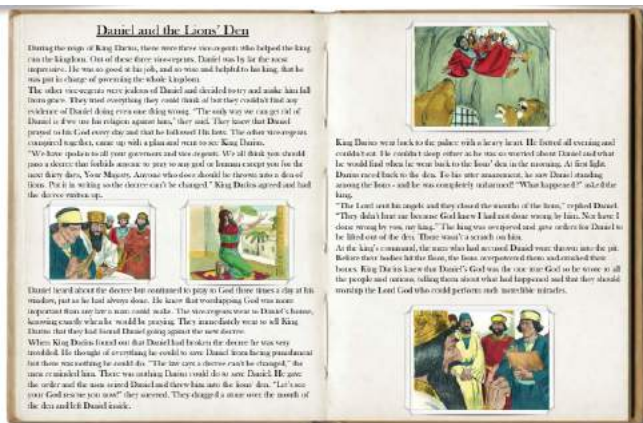 Daniel and the Lions' Den
During the reign of King Darius, there were three vice-regents who helped the king
run the kingdom. Out of these three vice-regents, Daniel was by far the most
impressive. He was so good at his job, and so wise and helpful to his king, that he
was put in charge of governing the whole kingdom.
The other vice-regents were jealous of Daniel and decided to try and make him fall
from grace. They tried everything they could think of but they couldn't find any
evidence of Daniel doing even one thing wrong. "The only way we can get rid of
Daniel is if we use his religion against him," they said. They knew that Daniel
prayed to his God every day and that he followed His laws. The other vice-regents
conspired together, came up with a plan and went to see King Darius.
"We have spoken to all your governors and vice-regents. We all think you should
pass a decree that forbids anyone to pray to any god or human except you for the
next thirty days, Your Majesty. Anyone who does should be thrown into a den of
lions. Put it in writing so the decree can't be changed." King Darius agreed and had
the decree written up.
Daniel heard about the decree but continued to pray to God three times a day at his
window, just as he had always done. He knew that worshipping God was more
important than any law a man could make. The vice-regents went to Daniel's house,
knowing exactly when he would be praying. They immediately went to tell King
Darius that they had found Daniel going against the new decree.
When King Darius found out that Daniel had broken the decree he was very
troubled. He thought of everything he could to save Daniel from facing punishment
but there was nothing he could do. "The law says a decree can't be changed," the
men reminded him. There was nothing Darius could do to save Daniel. He gave
the order and the men seized Daniel and threw him into the lions' den. "Let's see
your God rescue you now!" they sneered. They dragged a stone over the mouth of
the den and left Daniel inside.
King Darius went back to the palace with a heavy heart. He fretted all evening and
couldn't eat. He couldn't sleep either as he was so worried about Daniel and what
he would find when he went back to the lions' den in the morning. At first light,
Darius raced back to the den. To his utter amazement, he saw Daniel standing
among the lions - and he was completely unharmed! "What happened?" asked the
king.
"The Lord sent his angels and they closed the mouths of the lions," replied Daniel.
"They didn't hurt me because God knew I had not done wrong by him. Nor have I
done wrong by you, my king." The king was overjoyed and gave orders for Daniel to
be lifted out of the den. There wasn't a scratch on him.
At the king's command, the men who had accused Daniel were thrown into the pit.
Before their bodies hit the floor, the lions overpowered them and crushed their
bones. King Darius knew that Daniel's God was the one true God so he wrote to all
the people and nations, telling them about what had happened and that they should
worship the Lord God who could perform such incredible miracles.